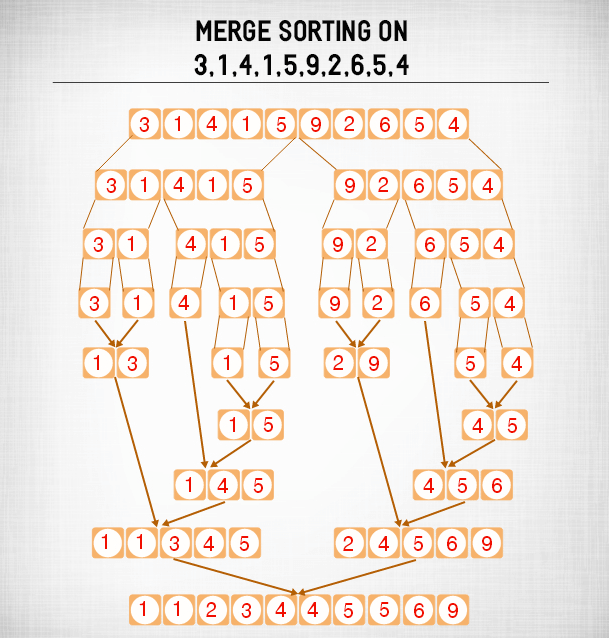 MERGE SORTING ON
3,1,4,1,5,9,2,6,5,4
3 1 4 1 5 9 2 6 5 4
3 1 4 1 5 9 2 6 5 4
3 1 4 1 5 9 2 6 5 4
3 1 4 1 5 9 2 6 5 4
1 3 1 5 2 9 5 4
1 5 4 5
1 4 5 4 5 6
1 1 3 4 5 2 4 5 6 9
1 1 2 3 4 4 5 5 6 9